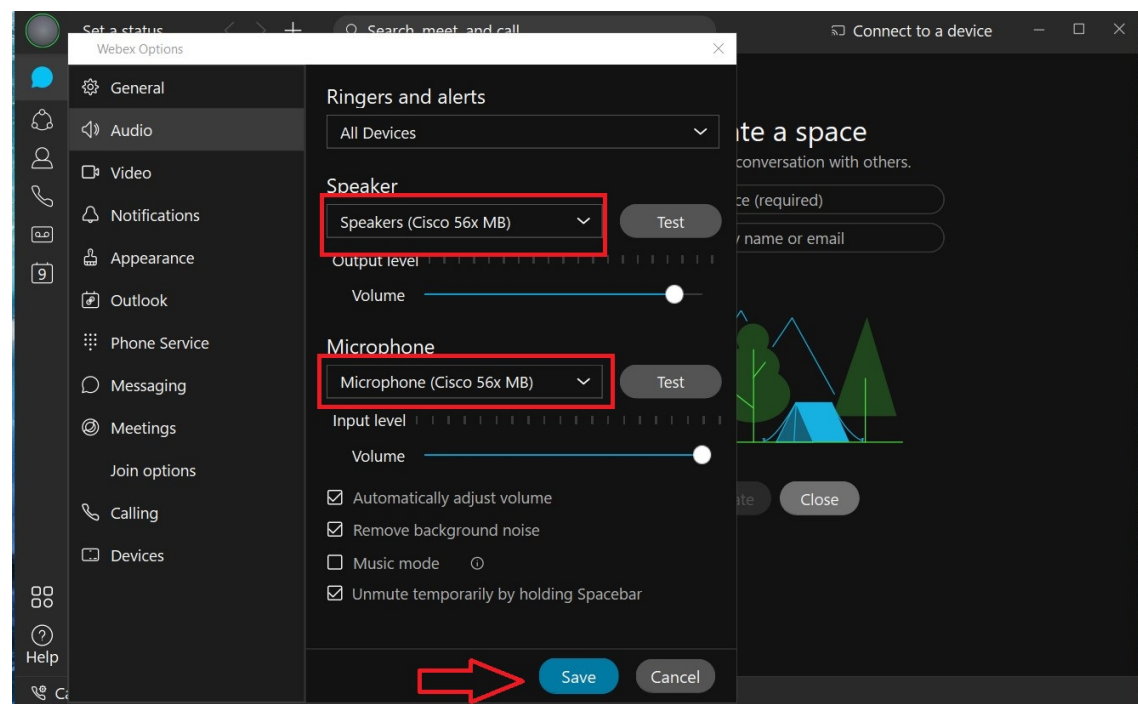 Set a status
Search, meet, and call
Connect to a device
Webex Options
General
Audio
Video
Notifications
Appearance
Outlook
Phone Service
Messaging
Meetings
Join options
Calling
Devices
Ringers and alerts
All Devices
Speaker
Speakers (Cisco 56x MB)
Test
Output level
Volume
Microphone
Microphone (Cisco 56x MB)
Test
Input level
Volume
Automatically adjust volume
Remove background noise
Music mode
Unmute temporarily by holding Spacebar
Save
Cancel
te a space
conversation with others.
ce (required)
name or email
ate
Close
9
Help
Ca